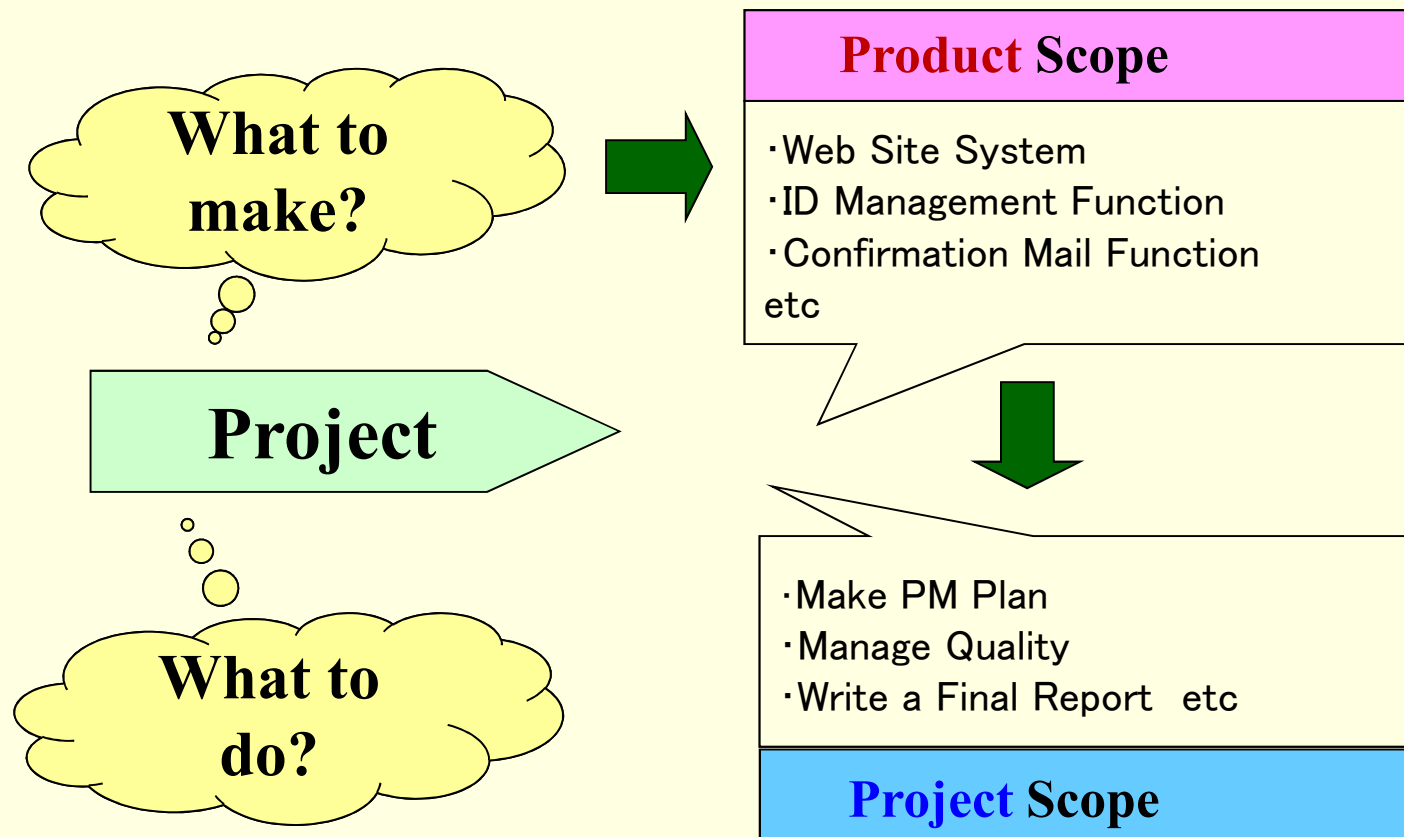 What to
make?
Product Scope
・Web Site System
・ID Management Function
・Confirmation Mail Function
etc
Project
What to
do?
・Make PM Plan
・Manage Quality
・Write a Final Report  etc
Project Scope